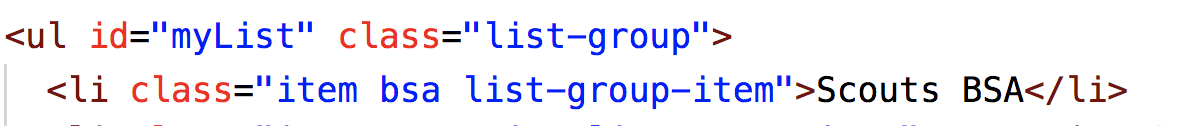 <ul id="myList" class="list-group">
<li class="item bsa list-group-item">Scouts BSA</li>